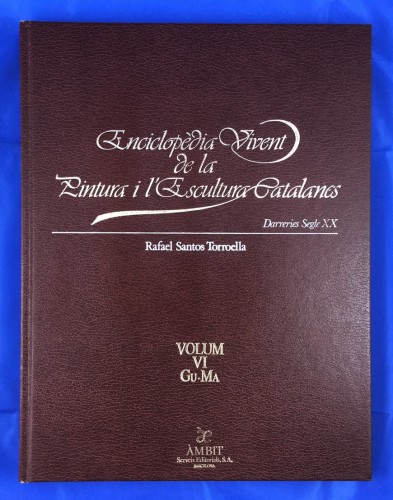 Enciclopèdia Vivent
de la
Pintura i l'Escultura Catalanes
Darreries Segle XX
Rafael Santos Torroella
VOLUM
VI
GU-MA
ÀMBIT
Serveis Editorials, S.A.
BARCELONA